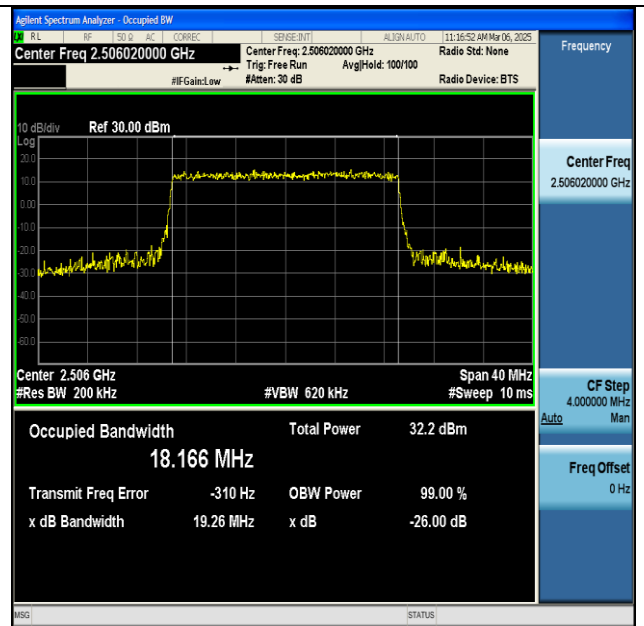 Agilent Spectrum Analyzer - Occupied BW
LXI RL RF 50 Ω AC CORREC SENSE:INT ALIGN AUTO 11:16:52 AM Mar 06, 2025
Center Freq 2.506020000 GHz
Center Freq: 2.506020000 GHz
Radio Std: None
Trig: Free Run Avg|Hold: 100/100
#IFGain:Low #Atten: 30 dB Radio Device: BTS
Frequency
10 dB/div Ref 30.00 dBm
Log
20.0
10.0
0.00
-10.0
-20.0
-30.0
-40.0
-50.0
-60.0
Center 2.506 GHz Span 40 MHz
#Res BW 200 kHz #VBW 620 kHz #Sweep 10 ms
Occupied Bandwidth Total Power 32.2 dBm
18.166 MHz
Transmit Freq Error -310 Hz OBW Power 99.00 %
x dB Bandwidth 19.26 MHz x dB -26.00 dB
Center Freq
2.506020000 GHz
CF Step
4.000000 MHz
Auto Man
Freq Offset
0 Hz
MSG STATUS